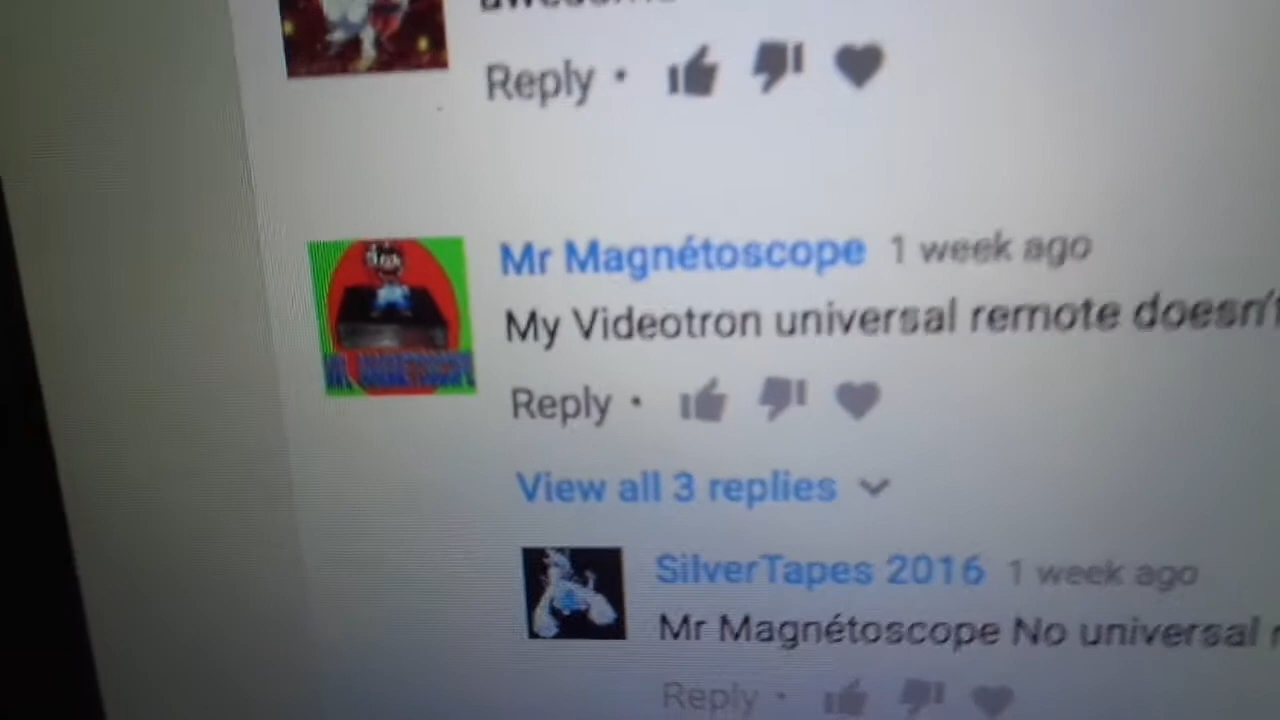 Reply •
Mr Magnétoscope 1 week ago
My Videotron universal remote doesn't
Reply •
View all 3 replies
SilverTapes 2016 1 week ago
Mr Magnétoscope No universal
Reply •